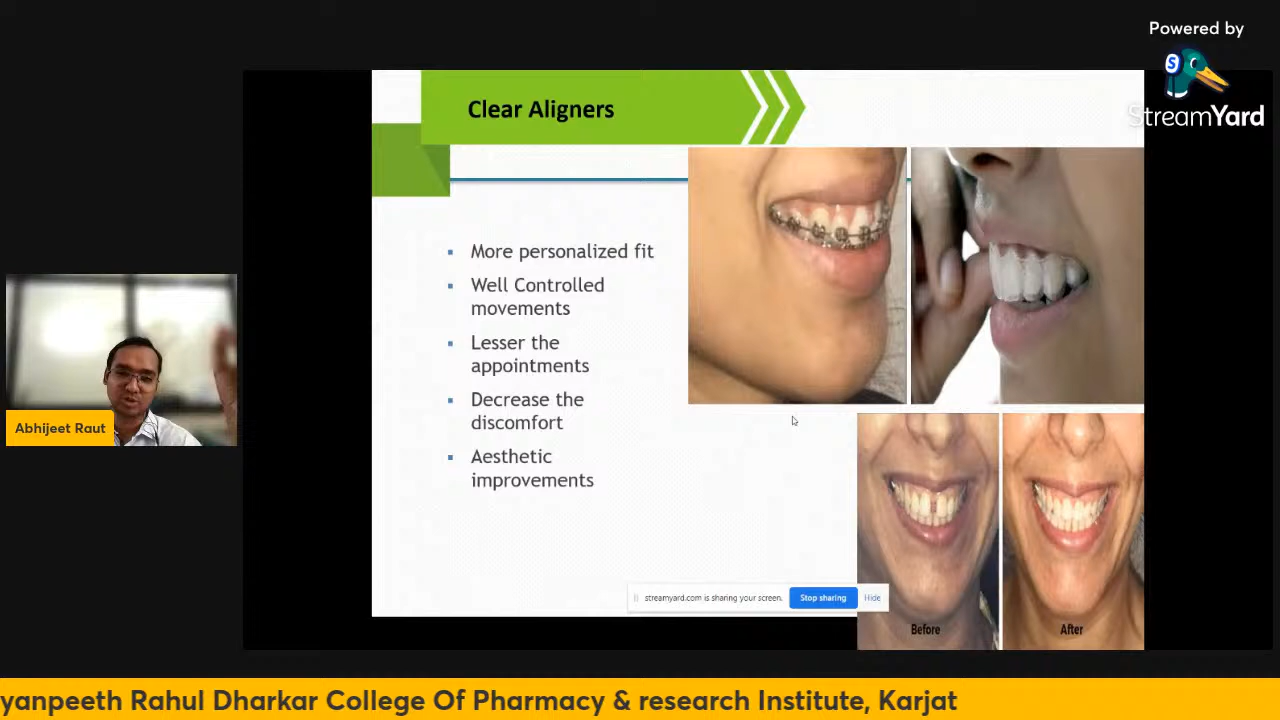 Powered by
StreamYard
Clear Aligners
More personalized fit
Well Controlled
movements
Lesser the
appointments
Decrease the
discomfort
Aesthetic
improvements
Abhijeet Raut
streamyard.com is sharing your screen.
Stop sharing
Hide
Before
After
yanpeeth Rahul Dharkar College Of Pharmacy & research Institute, Karjat